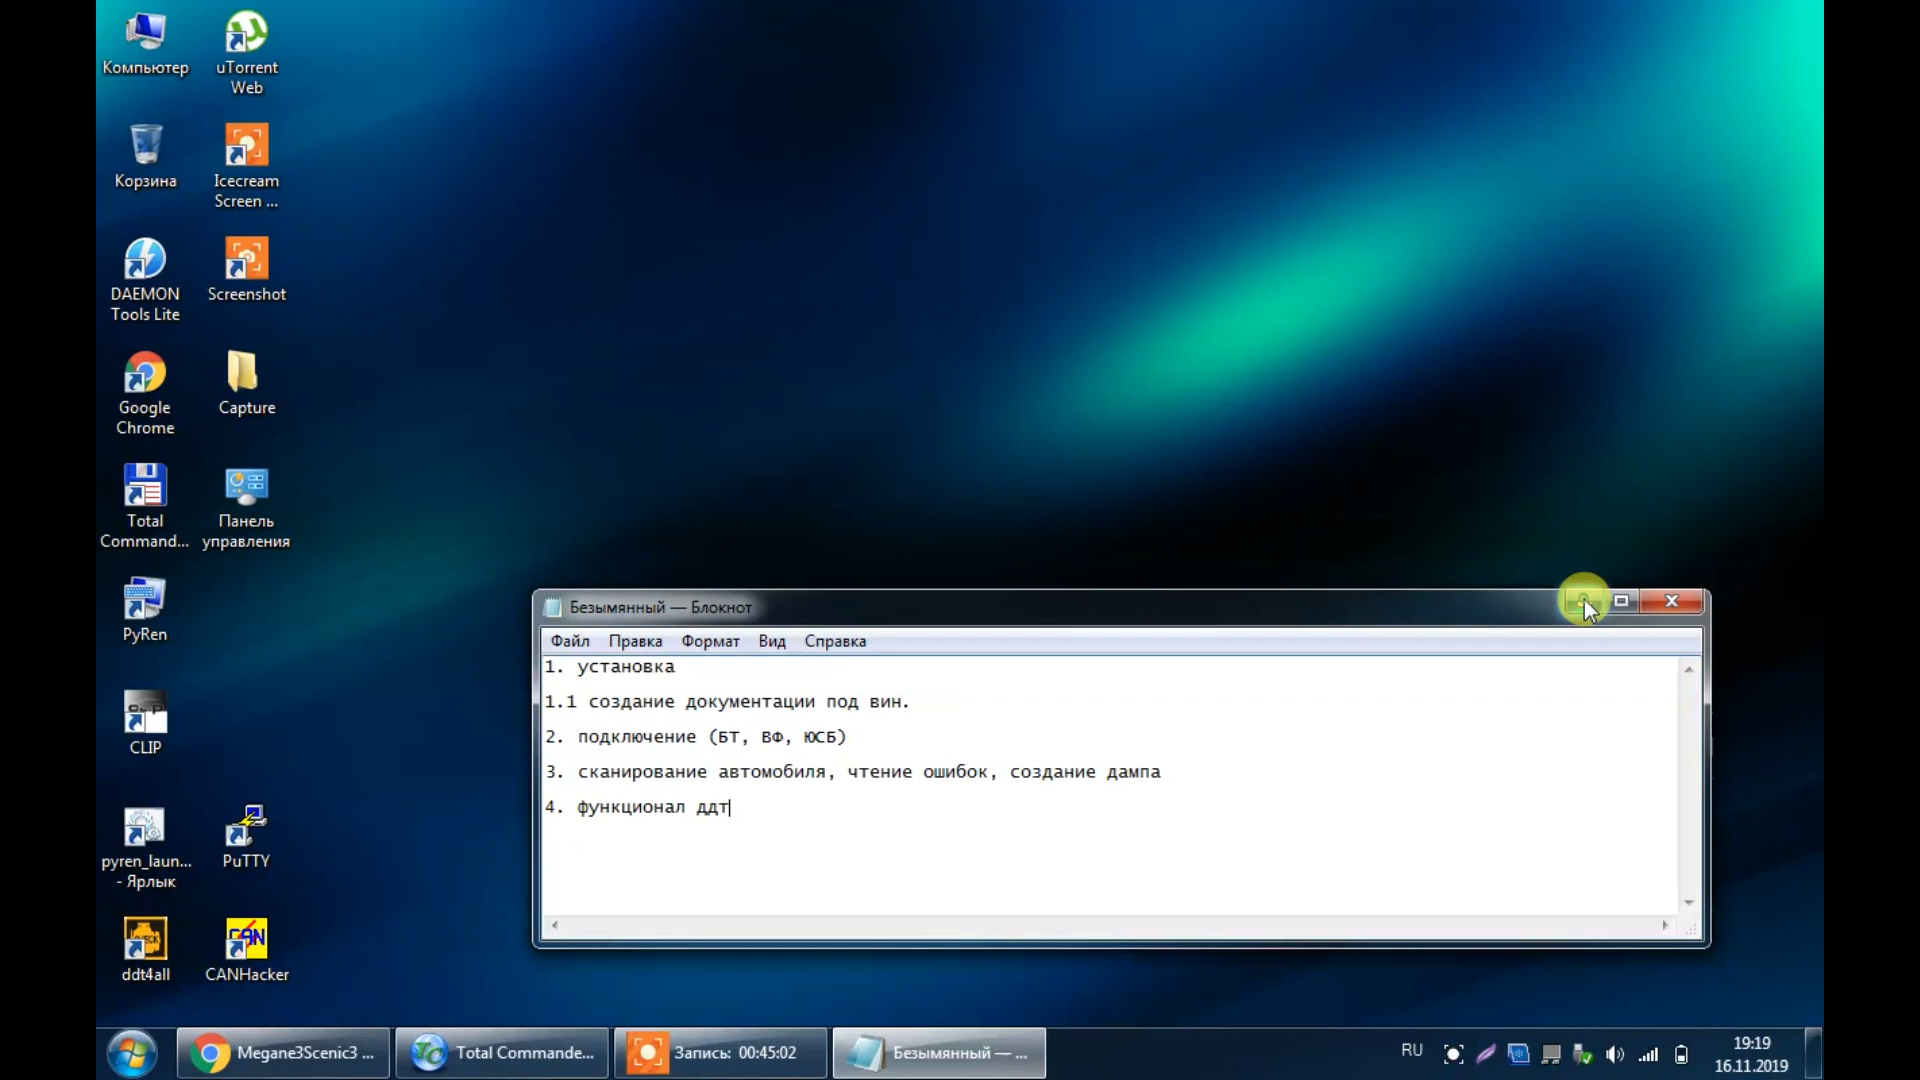 Компьютер
uTorrent
Web
Корзина
Icecream
Screen ...
DAEMON
Tools Lite
Screenshot
Google
Chrome
Capture
Total
Command...
Панель
управления
PyRen
CLIP
pyren_laun...
- Ярлык
PuTTY
ddt4all
CANHacker
CAN
Безымянный — Блокнот
Файл Правка Формат Вид Справка
1. установка
1.1 создание документации под вин.
2. подключение (БТ, ВФ, ЮСБ)
3. сканирование автомобиля, чтение ошибок, создание дампа
4. функционал ддт
Megane3Scenic3 ...
Total Commande...
Запись: 00:45:02
Безымянный — ...
RU
19:19
16.11.2019